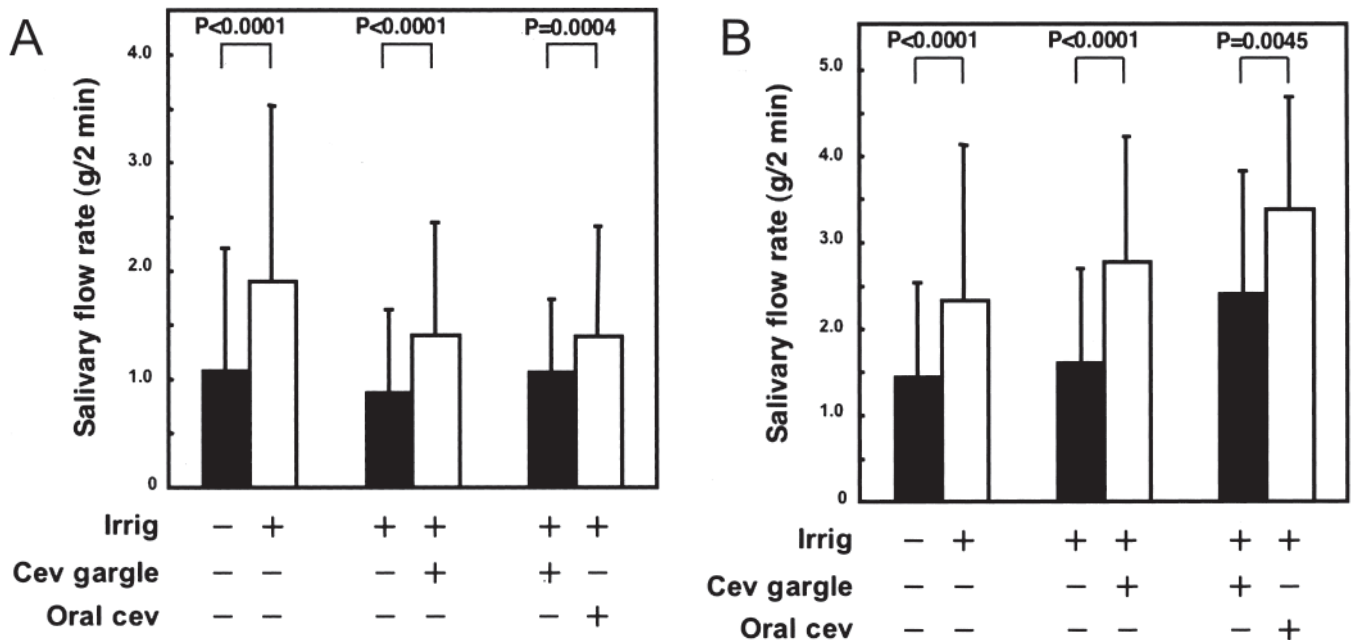 A
P<0.0001 P<0.0001 P=0.0004
Salivary flow rate (g/2 min)
4.0
3.0
2.0
1.0
0
Irrig − + + + + +
Cev gargle − − − + + −
Oral cev − − − − − +
B
P<0.0001 P<0.0001 P=0.0045
Salivary flow rate (g/2 min)
5.0
4.0
3.0
2.0
1.0
0
Irrig − + + + + +
Cev gargle − − − + + −
Oral cev − − − − − +